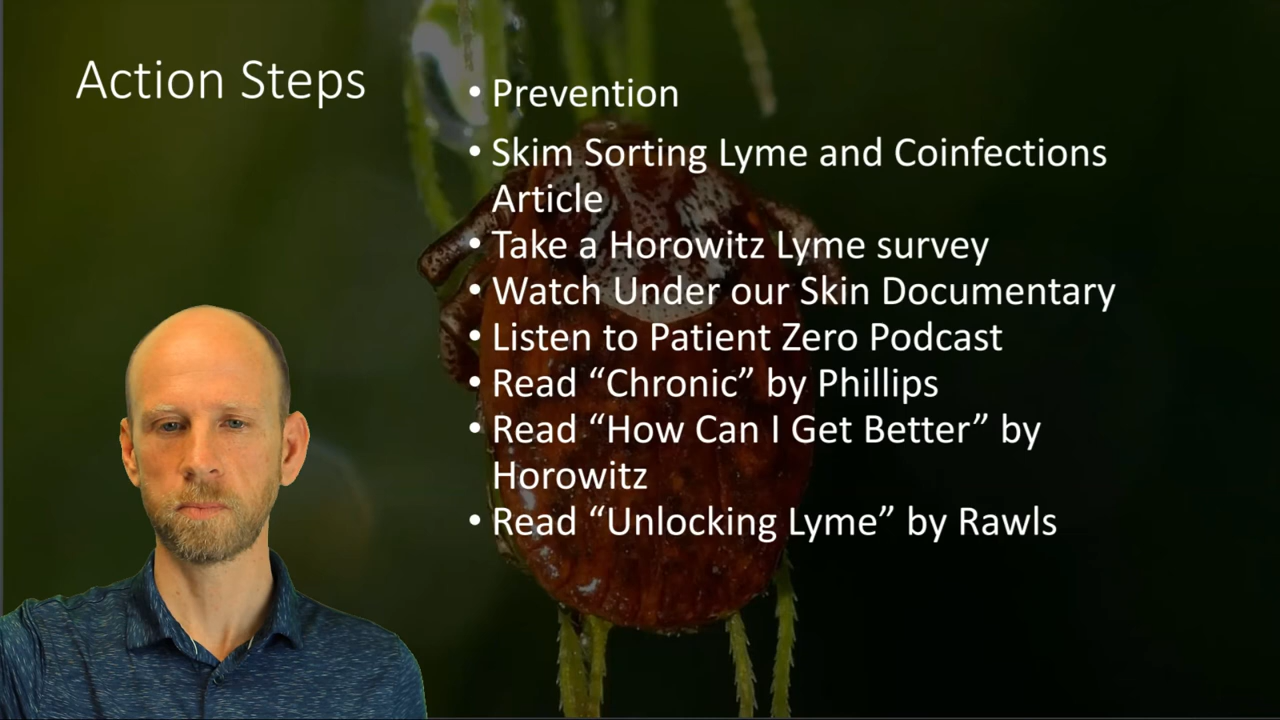 Action Steps
• Prevention
• Skim Sorting Lyme and Coinfections
Article
• Take a Horowitz Lyme survey
• Watch Under our Skin Documentary
• Listen to Patient Zero Podcast
• Read “Chronic” by Phillips
• Read “How Can I Get Better” by
Horowitz
• Read “Unlocking Lyme” by Rawls